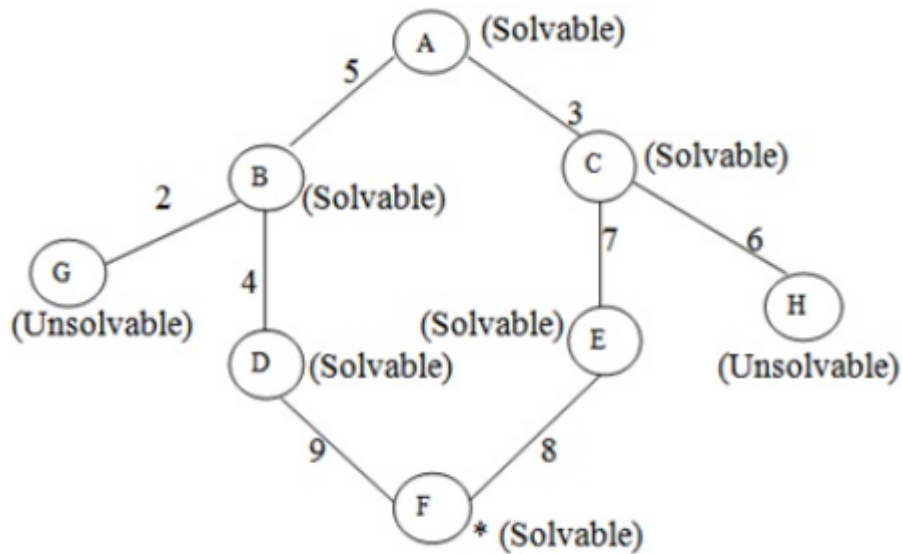 A (Solvable)
5
3
B (Solvable)
C (Solvable)
2
7
6
G (Unsolvable)
4
H (Unsolvable)
(Solvable) E
D (Solvable)
9
8
F * (Solvable)